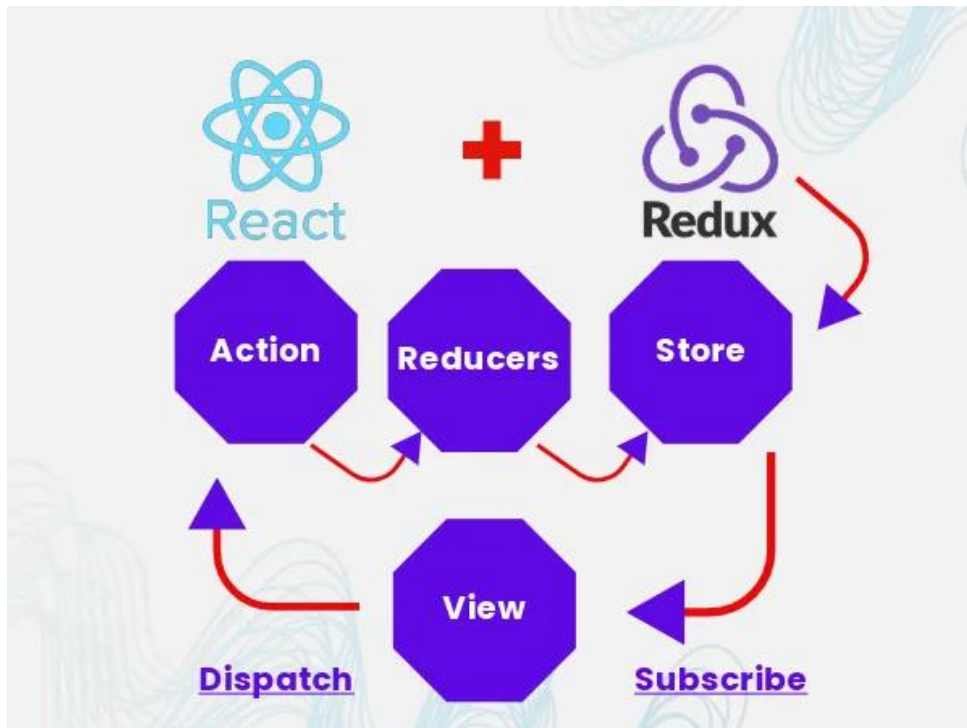 React
Redux
Action
Reducers
Store
View
Dispatch
Subscribe